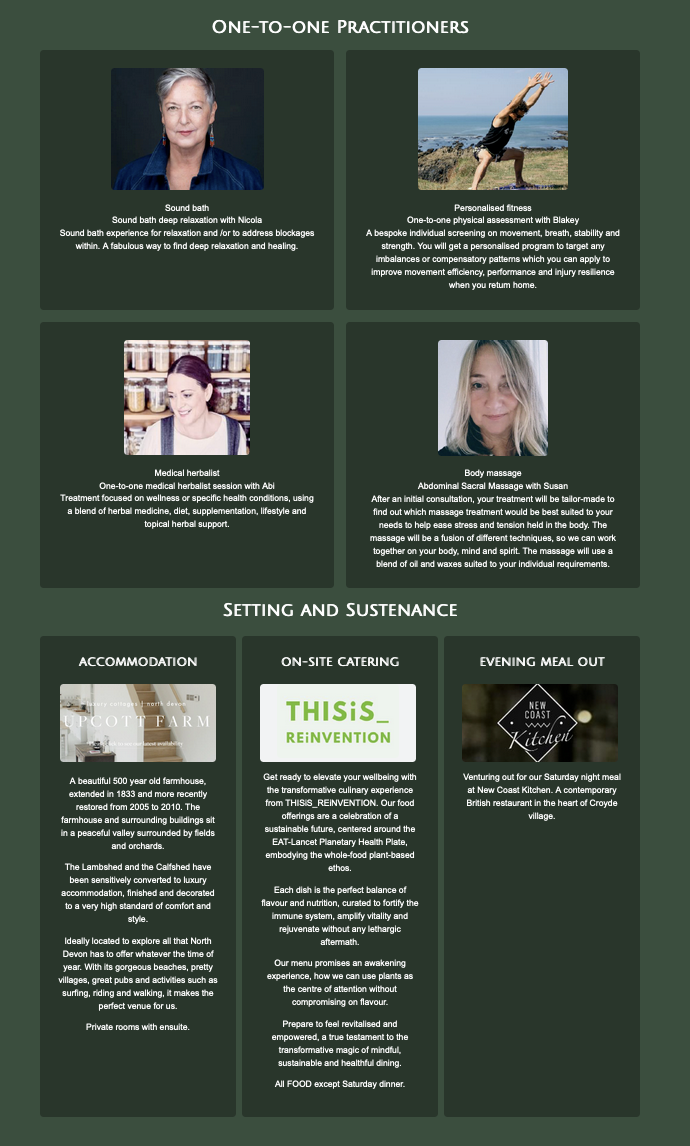 One-to-one Practitioners
Sound bath
Sound bath deep relaxation with Nicola
Sound bath experience for relaxation and /or to address blockages
within. A fabulous way to find deep relaxation and healing.
Personalised fitness
One-to-one physical assessment with Blakey
A bespoke individual screening on movement, breath, stability and
strength. You will get a personalised program to target any
imbalances or compensatory patterns which you can apply to
improve movement efficiency, performance and injury resilience
when you return home.
Medical herbalist
One-to-one medical herbalist session with Abi
Treatment focused on wellness or specific health conditions, using
a blend of herbal medicine, diet, supplementation, lifestyle and
topical herbal support.
Body massage
Abdominal Sacral Massage with Susan
After an initial consultation, your treatment will be tailor-made to
find out which massage treatment would be best suited to your
needs to help ease stress and tension held in the body. The
massage will be a fusion of different techniques, so we can work
together on your body, mind and spirit. The massage will use a
blend of oil and waxes suited to your individual requirements.
Setting and Sustenance
ACCOMMODATION
luxury cottages | north devon
UPCOTT FARM
latest availability
A beautiful 500 year old farmhouse,
extended in 1833 and more recently
restored from 2005 to 2010. The
farmhouse and surrounding buildings sit
in a peaceful valley surrounded by fields
and orchards.
The Lambshed and the Calfshed have
been sensitively converted to luxury
accommodation, finished and decorated
to a very high standard of comfort and
style.
Ideally located to explore all that North
Devon has to offer whatever the time of
year. With its gorgeous beaches, pretty
villages, great pubs and activities such as
surfing, riding and walking, it makes the
perfect venue for us.
Private rooms with ensuite.
ON-SITE CATERING
THISiS_
REiNVENTION
Get ready to elevate your wellbeing with
the transformative culinary experience
from THISiS_REiNVENTION. Our food
offerings are a celebration of a
sustainable future, centered around the
EAT-Lancet Planetary Health Plate,
embodying the whole-food plant-based
ethos.
Each dish is the perfect balance of
flavour and nutrition, curated to fortify the
immune system, amplify vitality and
rejuvenate without any lethargic
aftermath.
Our menu promises an awakening
experience, how we can use plants as
the centre of attention without
compromising on flavour.
Prepare to feel revitalised and
empowered, a true testament to the
transformative magic of mindful,
sustainable and healthful dining.
All FOOD except Saturday dinner.
EVENING MEAL OUT
NEW
COAST
Kitchen
Venturing out for our Saturday night meal
at New Coast Kitchen. A contemporary
British restaurant in the heart of Croyde
village.